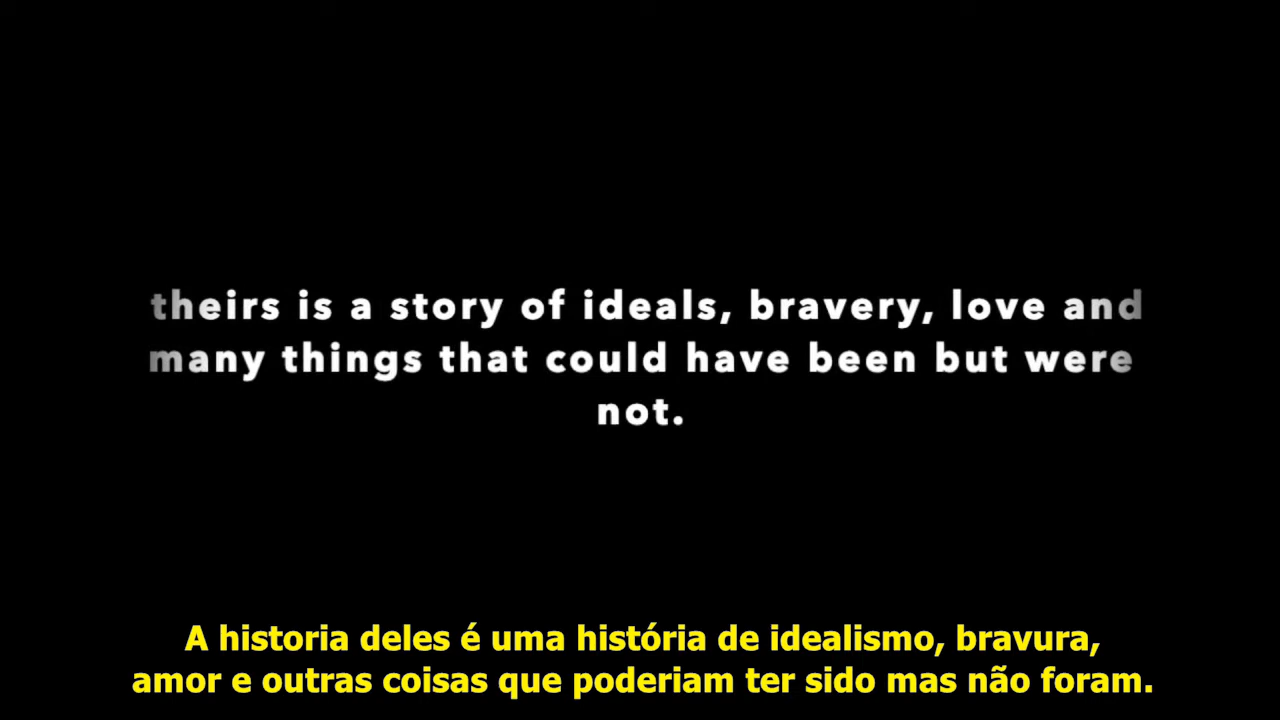 theirs is a story of ideals, bravery, love and
many things that could have been but were
not.
A historia deles é uma história de idealismo, bravura,
amor e outras coisas que poderiam ter sido mas não foram.